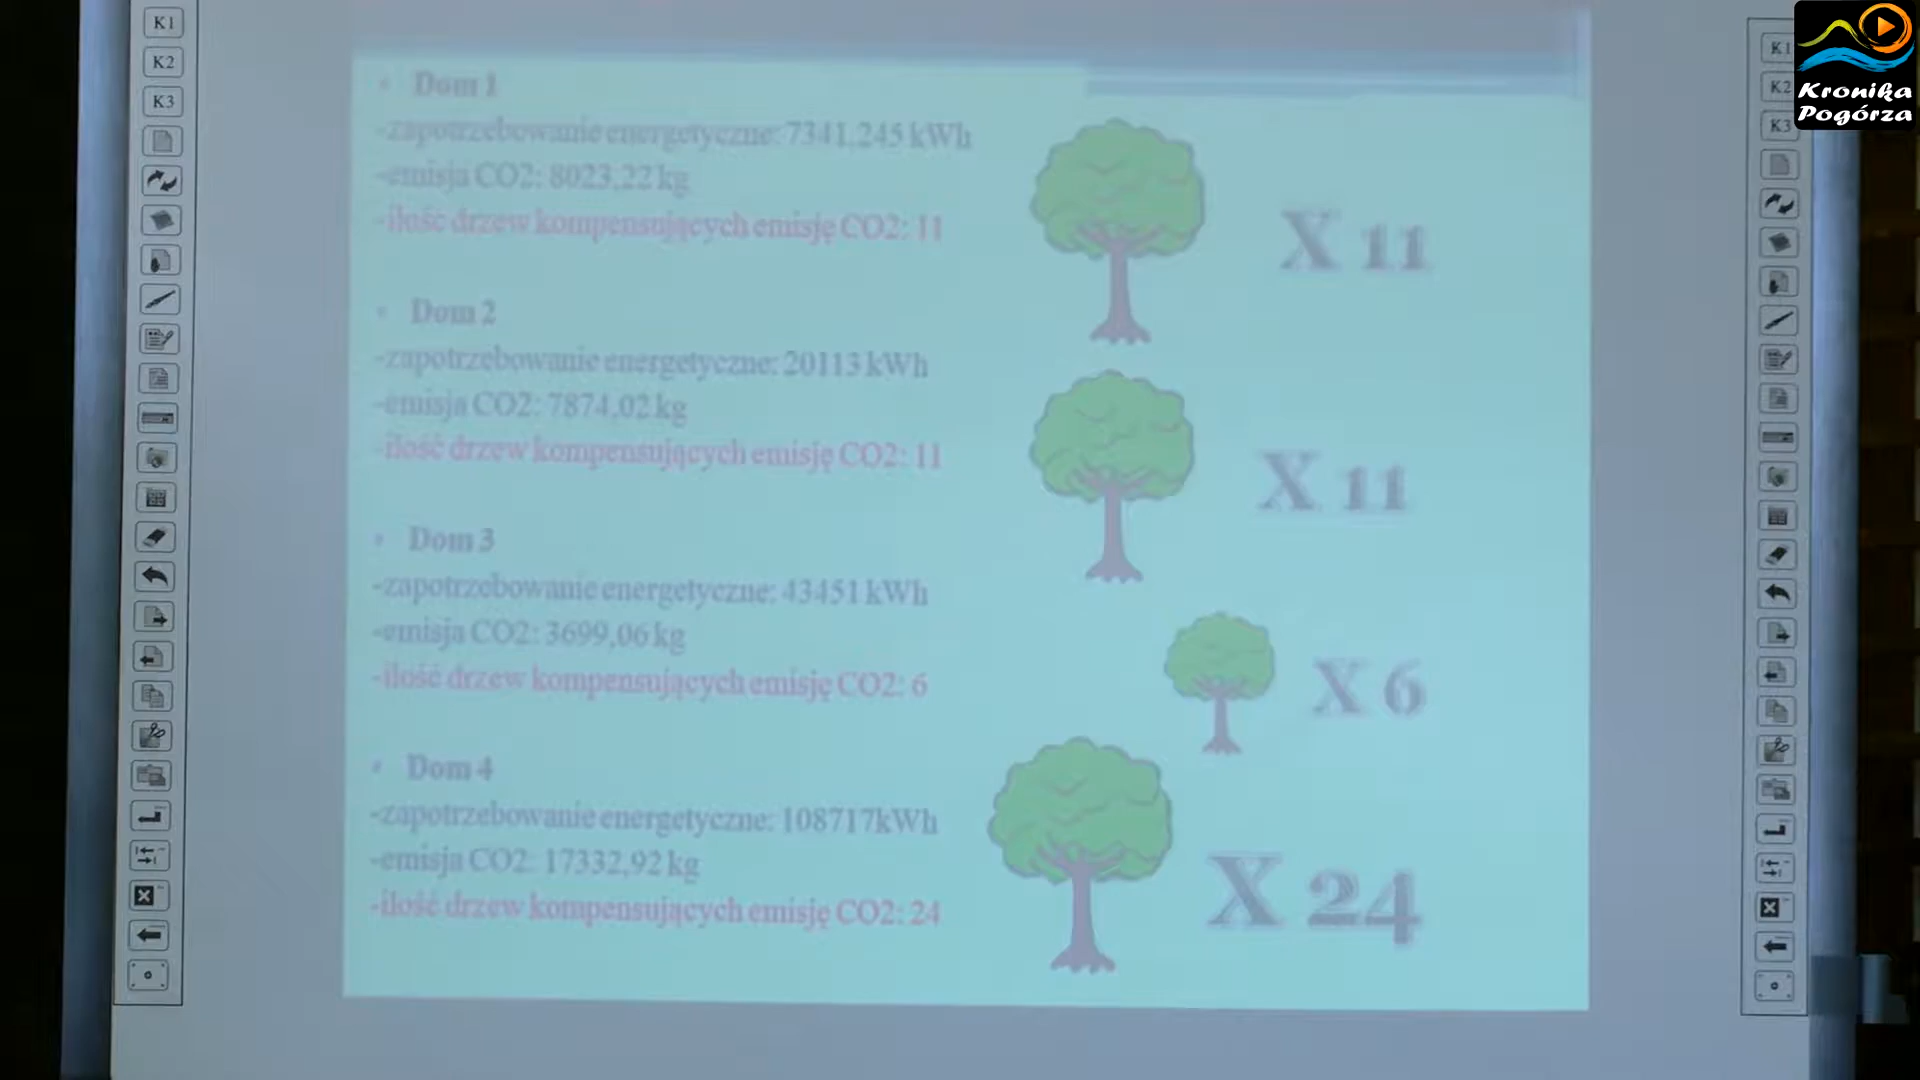 K1
K2
K3
• Dom 1
-zapotrzebowanie energetyczne: 7341,245 kWh
-emisja CO2: 8023,22 kg
-ilość drzew kompensujących emisję CO2: 11
X 11
• Dom 2
-zapotrzebowanie energetyczne: 20113 kWh
-emisja CO2: 7874,02 kg
-ilość drzew kompensujących emisję CO2: 11
X 11
• Dom 3
-zapotrzebowanie energetyczne: 43451 kWh
-emisja CO2: 3699,06 kg
-ilość drzew kompensujących emisję CO2: 6
X 6
• Dom 4
-zapotrzebowanie energetyczne: 108717kWh
-emisja CO2: 17332,92 kg
-ilość drzew kompensujących emisję CO2: 24
X 24
K1
K2
K3
Kronika
Pogórza